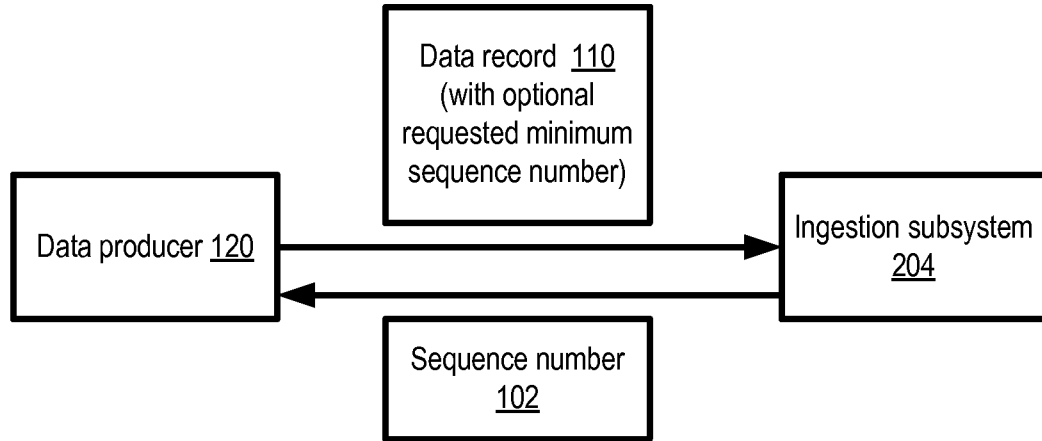 Data record 110
(with optional
requested minimum
sequence number)
Data producer 120
Ingestion subsystem
204
Sequence number
102